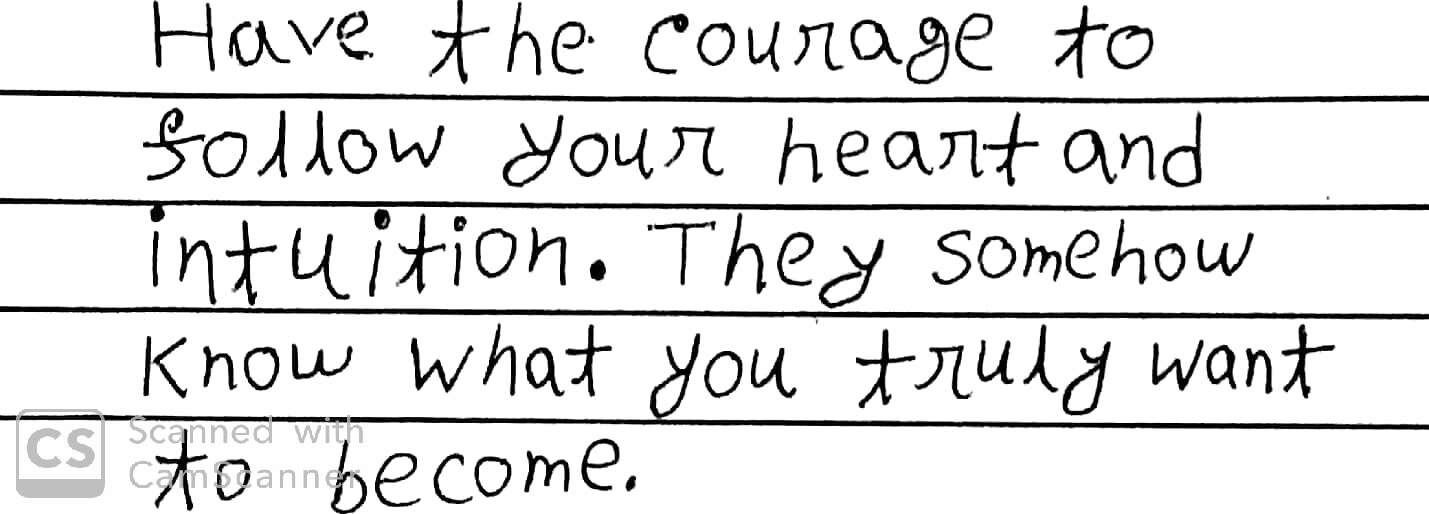 Have the courage to
follow your heart and
intuition. They somehow
know what you truly want
CS Scanned with
CamScanner
to become.